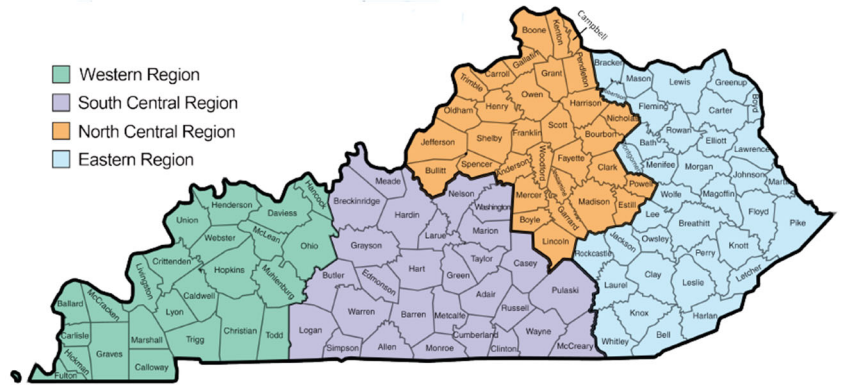 Western Region
South Central Region
North Central Region
Eastern Region
Campbell
Boone
Kenton
Gallatin
Grant
Pendleton
Bracken
Mason
Lewis
Greenup
Boyd
Trimble
Carroll
Owen
Harrison
Robertson
Fleming
Carter
Oldham
Henry
Nicholas
Rowan
Elliott
Lawrence
Jefferson
Shelby
Franklin
Scott
Bourbon
Bath
Montgomery
Menifee
Morgan
Johnson
Martin
Bullitt
Spencer
Anderson
Woodford
Fayette
Clark
Powell
Wolfe
Magoffin
Floyd
Pike
Meade
Breckinridge
Nelson
Washington
Mercer
Madison
Estill
Lee
Breathitt
Knott
Hancock
Henderson
Daviess
Union
Hardin
Larue
Marion
Boyle
Garrard
Lincoln
Rockcastle
Jackson
Owsley
Perry
Letcher
Webster
McLean
Ohio
Grayson
Hart
Green
Taylor
Casey
Pulaski
Laurel
Clay
Leslie
Crittenden
Livingston
Hopkins
Muhlenburg
Butler
Edmonson
Adair
Russell
Knox
Harlan
Ballard
McCracken
Lyon
Caldwell
Warren
Barren
Metcalfe
Cumberland
Wayne
McCreary
Whitley
Bell
Carlisle
Hickman
Fulton
Graves
Marshall
Calloway
Trigg
Christian
Todd
Logan
Simpson
Allen
Monroe
Clinton